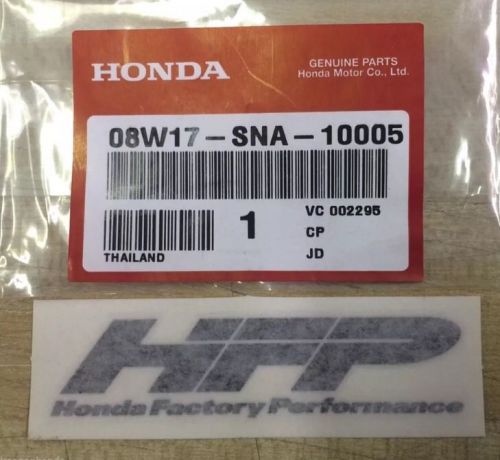 HONDA
GENUINE PARTS
Honda Motor Co., Ltd.
08W17-SNA-10005
1
VC 002295
CP
JD
THAILAND
HFP
Honda Factory Performance